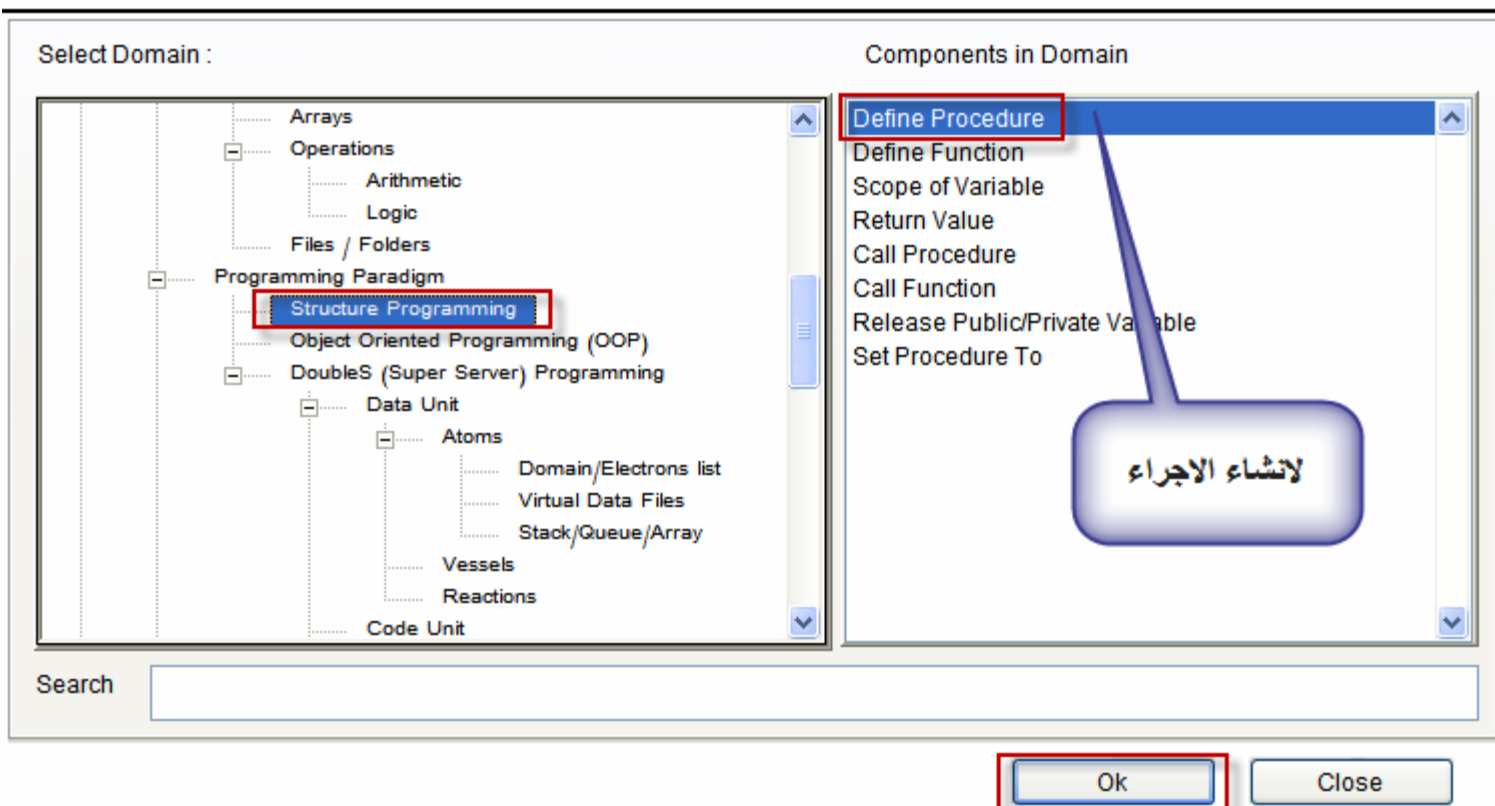 Select Domain :
Arrays
Operations
Arithmetic
Logic
Files / Folders
Programming Paradigm
Structure Programming
Object Oriented Programming (OOP)
DoubleS (Super Server) Programming
Data Unit
Atoms
Domain/Electrons list
Virtual Data Files
Stack/Queue/Array
Vessels
Reactions
Code Unit
Components in Domain
Define Procedure
Define Function
Scope of Variable
Return Value
Call Procedure
Call Function
Release Public/Private Variable
Set Procedure To
لانشاء الاجراء
Search
Ok
Close